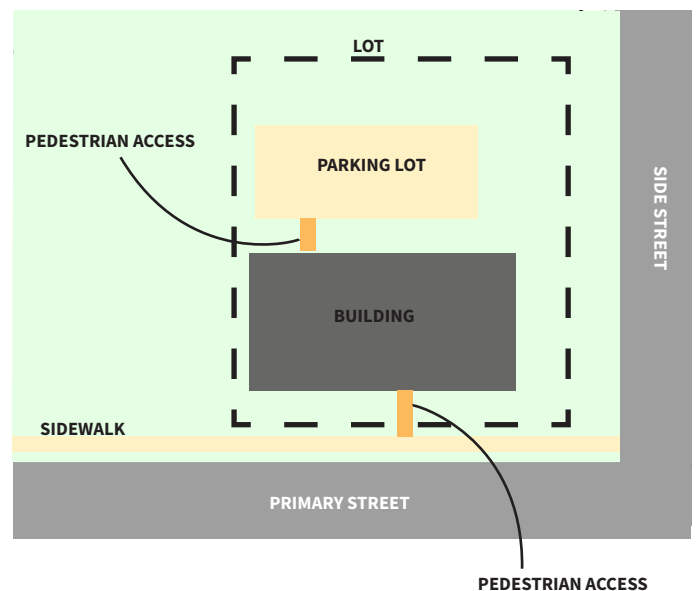 LOT
PEDESTRIAN ACCESS
PARKING LOT
SIDE STREET
BUILDING
SIDEWALK
PRIMARY STREET
PEDESTRIAN ACCESS